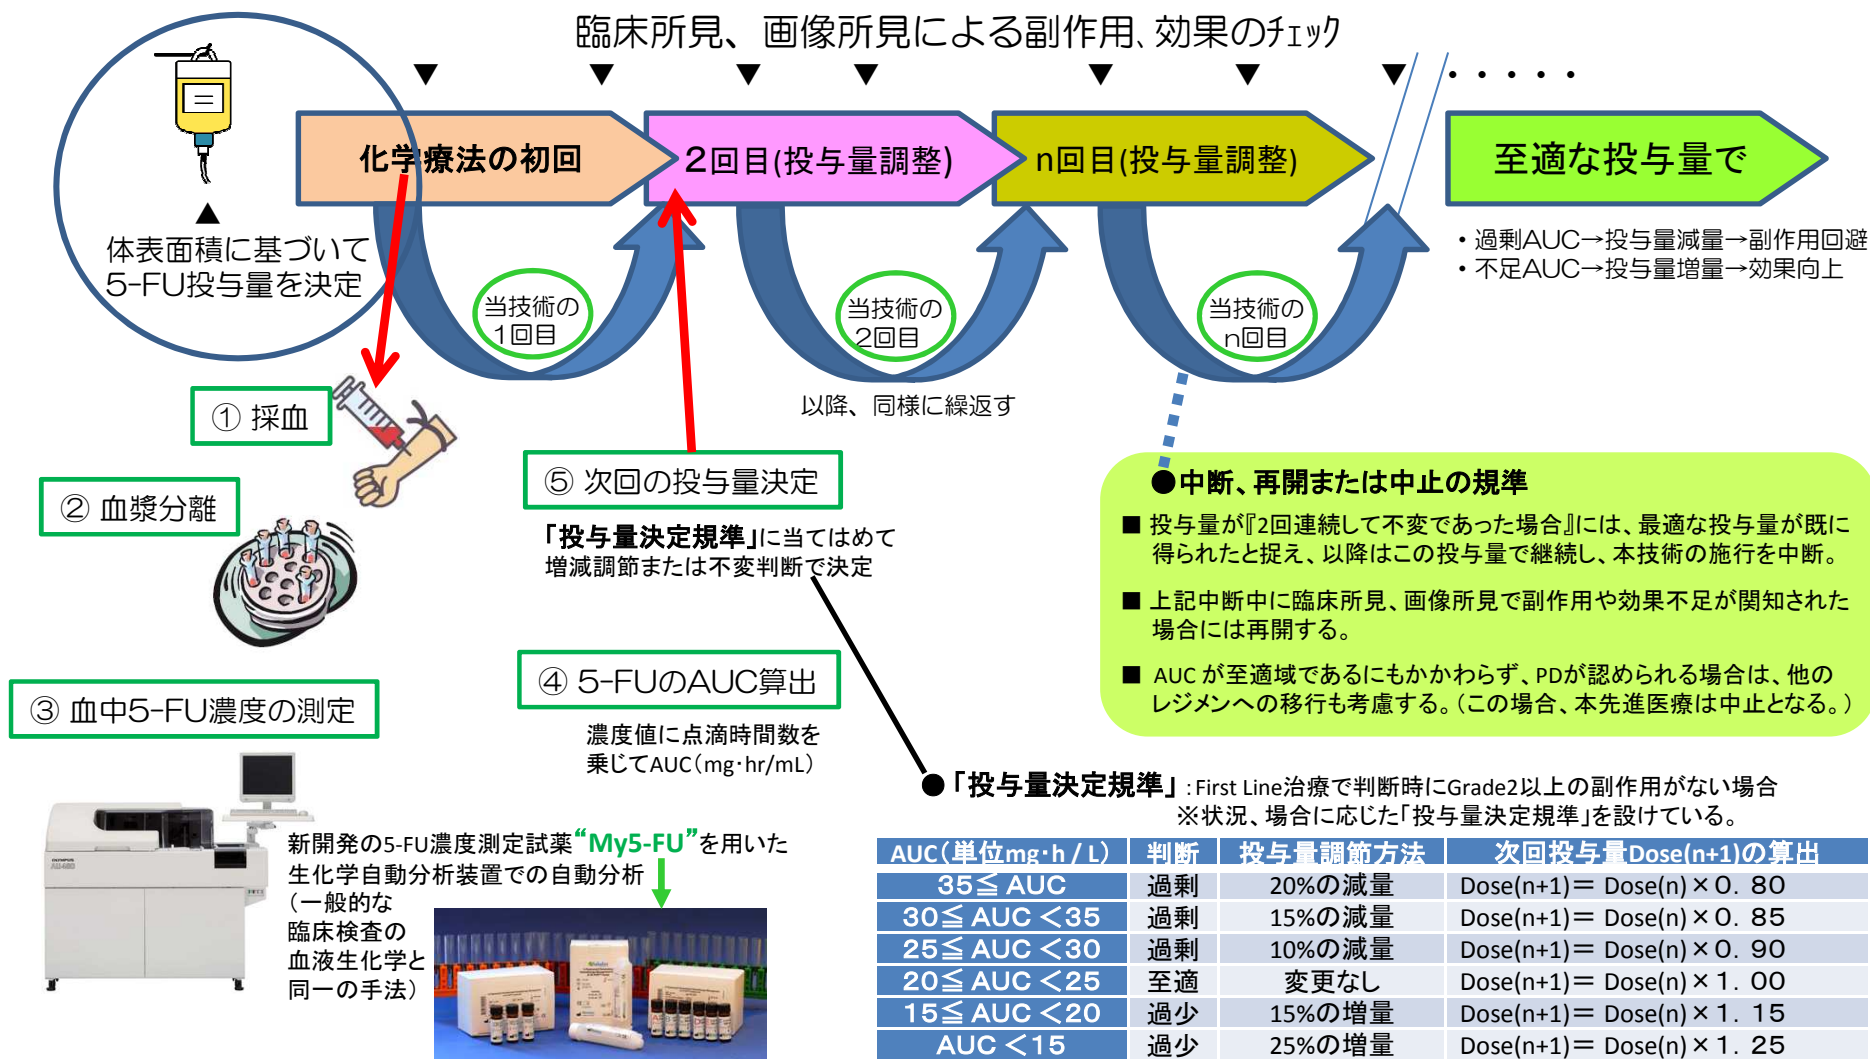 臨床所見、画像所見による副作用、効果のチェック
▼ ▼ ▼ ▼ ▼ ▼ ▼ ・・・・・
化学療法の初回
2回目(投与量調整)
n回目(投与量調整)
至適な投与量で
▲
体表面積に基づいて
5-FU投与量を決定
・過剰AUC→投与量減量→副作用回避
・不足AUC→投与量増量→効果向上
当技術の
1回目
当技術の
2回目
当技術の
n回目
以降、同様に繰返す
① 採血
② 血漿分離
③ 血中5-FU濃度の測定
新開発の5-FU濃度測定試薬“My5-FU”を用いた
生化学自動分析装置での自動分析
（一般的な
臨床検査の
血液生化学と
同一の手法）
OLYMPUS
⑤ 次回の投与量決定
「投与量決定規準」に当てはめて
増減調節または不変判断で決定
④ 5-FUのAUC算出
濃度値に点滴時間数を
乗じてAUC（mg･hr/mL）
●中断、再開または中止の規準
■ 投与量が『2回連続して不変であった場合』には、最適な投与量が既に
得られたと捉え、以降はこの投与量で継続し、本技術の施行を中断。
■ 上記中断中に臨床所見、画像所見で副作用や効果不足が関知された
場合には再開する。
■ AUC が至適域であるにもかかわらず、PDが認められる場合は、他の
レジメンへの移行も考慮する。（この場合、本先進医療は中止となる。）
●「投与量決定規準」：First Line治療で判断時にGrade2以上の副作用がない場合
※状況、場合に応じた「投与量決定規準」を設けている。
AUC（単位mg･h / L） 判断 投与量調節方法 次回投与量Dose(n+1)の算出
35≦ AUC 過剰 20%の減量 Dose(n+1)＝ Dose(n)×0．80
30≦ AUC ＜35 過剰 15%の減量 Dose(n+1)＝ Dose(n)×0．85
25≦ AUC ＜30 過剰 10%の減量 Dose(n+1)＝ Dose(n)×0．90
20≦ AUC ＜25 至適 変更なし Dose(n+1)＝ Dose(n)×1．00
15≦ AUC ＜20 過少 15%の増量 Dose(n+1)＝ Dose(n)×1．15
AUC ＜15 過少 25%の増量 Dose(n+1)＝ Dose(n)×1．25